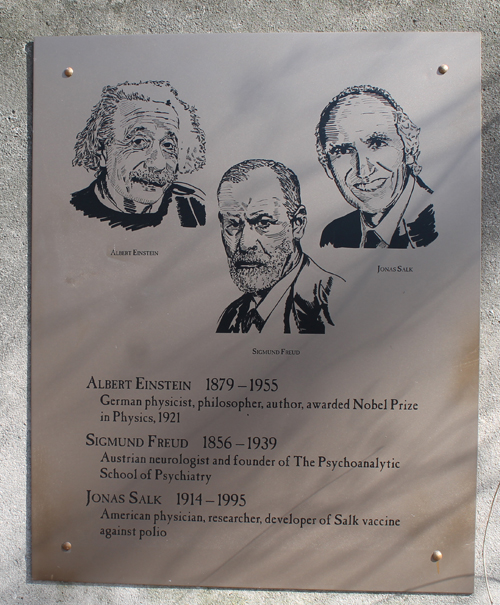 ALBERT EINSTEIN
JONAS SALK
SIGMUND FREUD
ALBERT EINSTEIN 1879 – 1955
German physicist, philosopher, author, awarded Nobel Prize
in Physics, 1921
SIGMUND FREUD 1856 – 1939
Austrian neurologist and founder of The Psychoanalytic
School of Psychiatry
JONAS SALK 1914 – 1995
American physician, researcher, developer of Salk vaccine
against polio